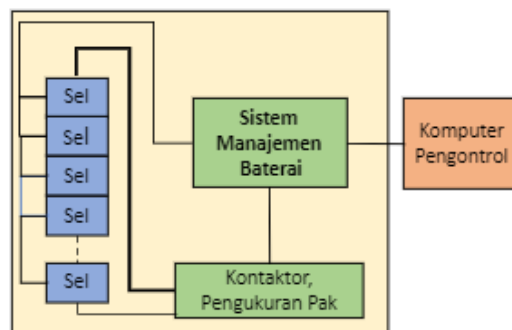 Sel
Sel
Sel
Sel
Sel
Sistem
Manajemen
Baterai
Komputer
Pengontrol
Kontaktor,
Pengukuran Pak